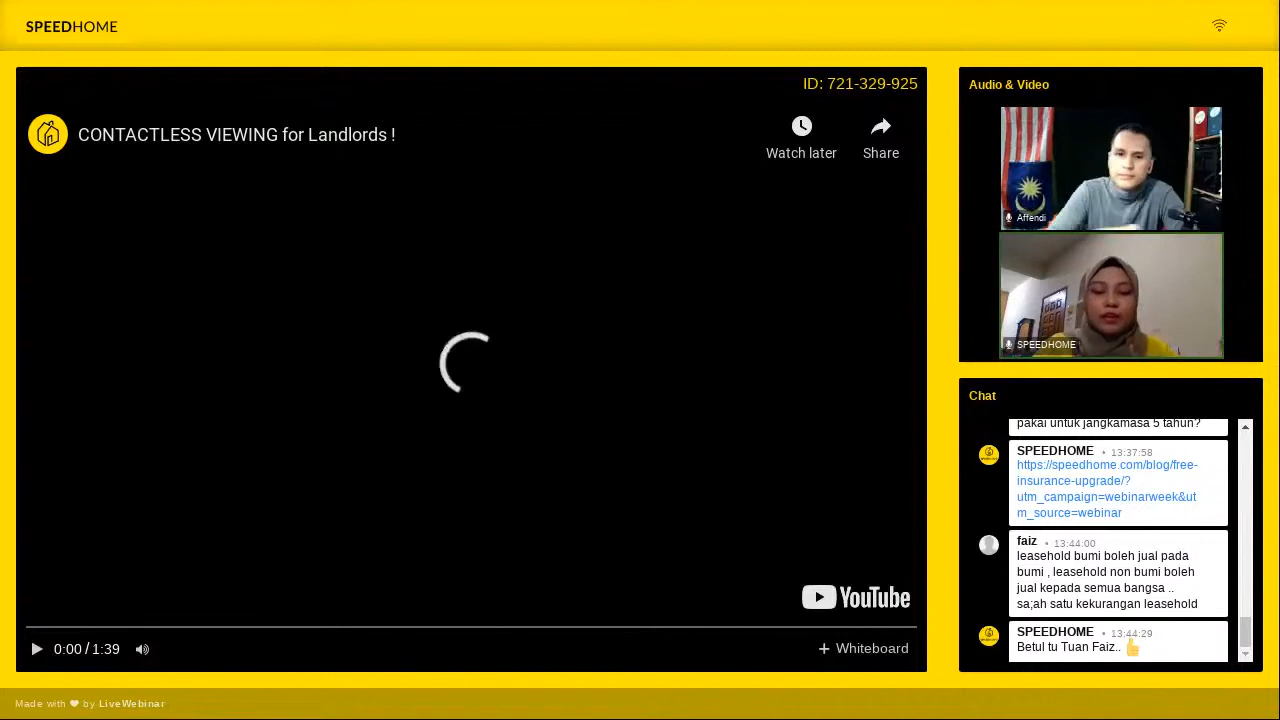 SPEEDHOME
ID: 721-329-925
CONTACTLESS VIEWING for Landlords !
Watch later
Share
YouTube
0:00 / 1:39
Whiteboard
Audio & Video
Affendi
SPEEDHOME
Chat
pakai untuk jangkamasa 5 tahun?
SPEEDHOME • 13:37:58
https://speedhome.com/blog/free-
insurance-upgrade/?
utm_campaign=webinarweek&ut
m_source=webinar
faiz • 13:44:00
leasehold bumi boleh jual pada
bumi , leasehold non bumi boleh
jual kepada semua bangsa ..
sa;ah satu kekurangan leasehold
SPEEDHOME • 13:44:29
Betul tu Tuan Faiz.. 👍
Made with ❤ by LiveWebinar